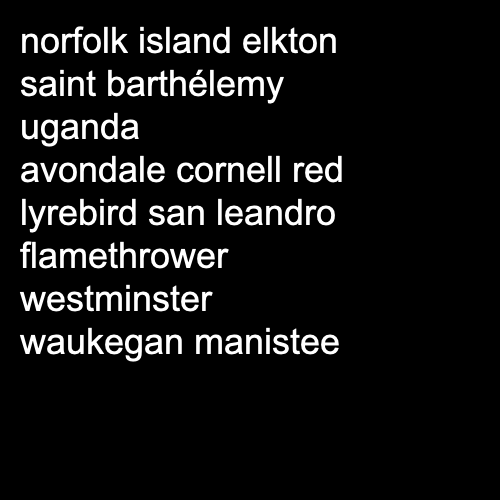 norfolk island elkton
saint barthélemy
uganda
avondale cornell red
lyrebird san leandro
flamethrower
westminster
waukegan manistee